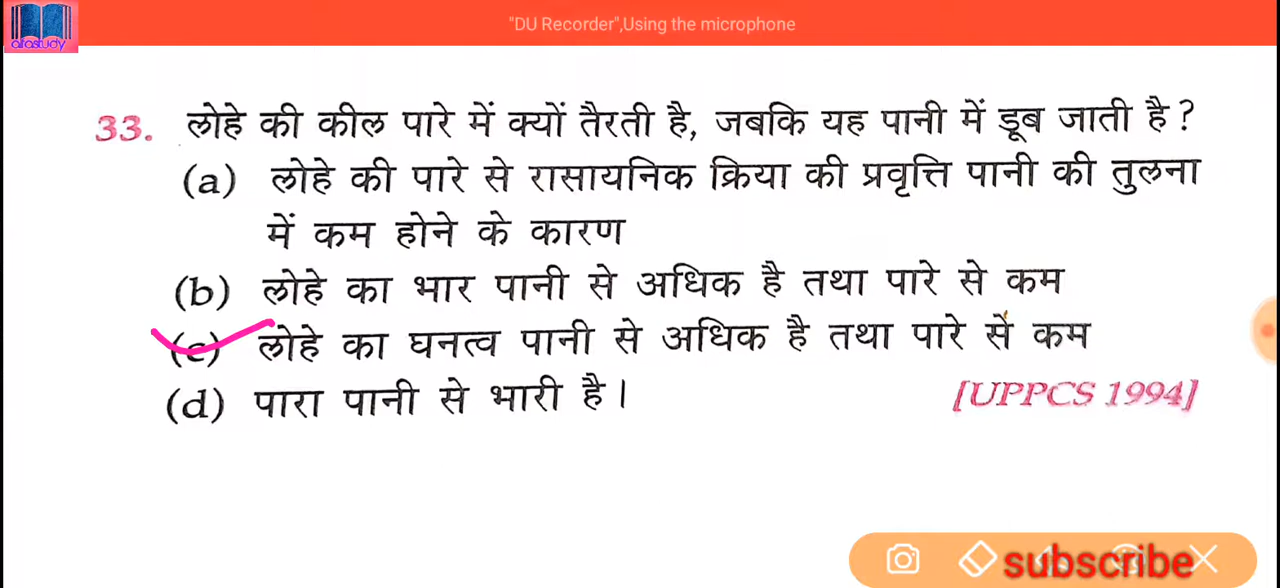 "DU Recorder",Using the microphone
alfastudy
33. लोहे की कील पारे में क्यों तैरती है, जबकि यह पानी में डूब जाती है?
(a) लोहे की पारे से रासायनिक क्रिया की प्रवृत्ति पानी की तुलना
में कम होने के कारण
(b) लोहे का भार पानी से अधिक है तथा पारे से कम
(c) लोहे का घनत्व पानी से अधिक है तथा पारे से कम
(d) पारा पानी से भारी है।
[UPPCS 1994]
subscribe